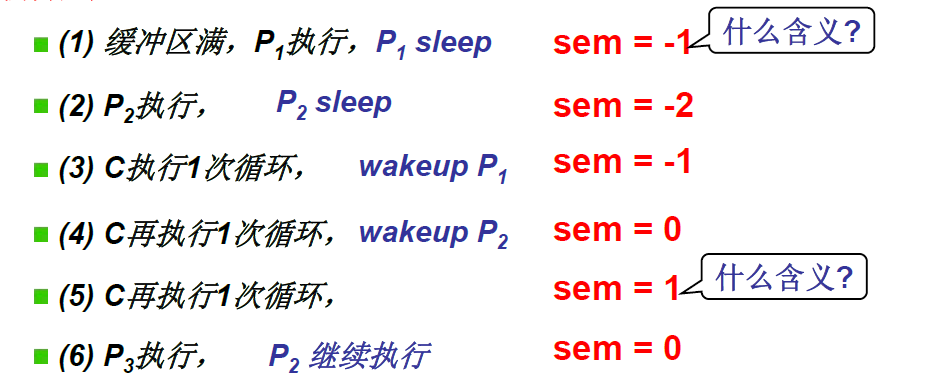 (1) 缓冲区满，P1执行，P1 sleep sem = -1 什么含义?
(2) P2执行， P2 sleep sem = -2
(3) C执行1次循环， wakeup P1 sem = -1
(4) C再执行1次循环， wakeup P2 sem = 0
(5) C再执行1次循环， sem = 1 什么含义?
(6) P3执行， P2 继续执行 sem = 0